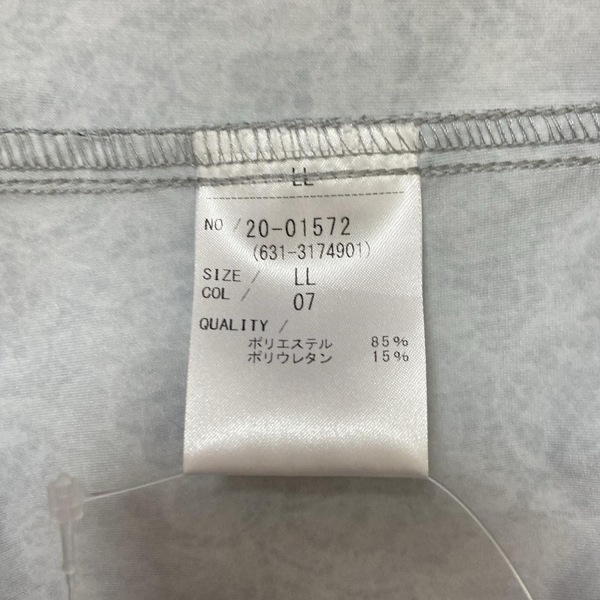 LL
NO / 20-01572
(631-3174901)
SIZE / LL
COL / 07
QUALITY /
ポリエステル 85%
ポリウレタン 15%